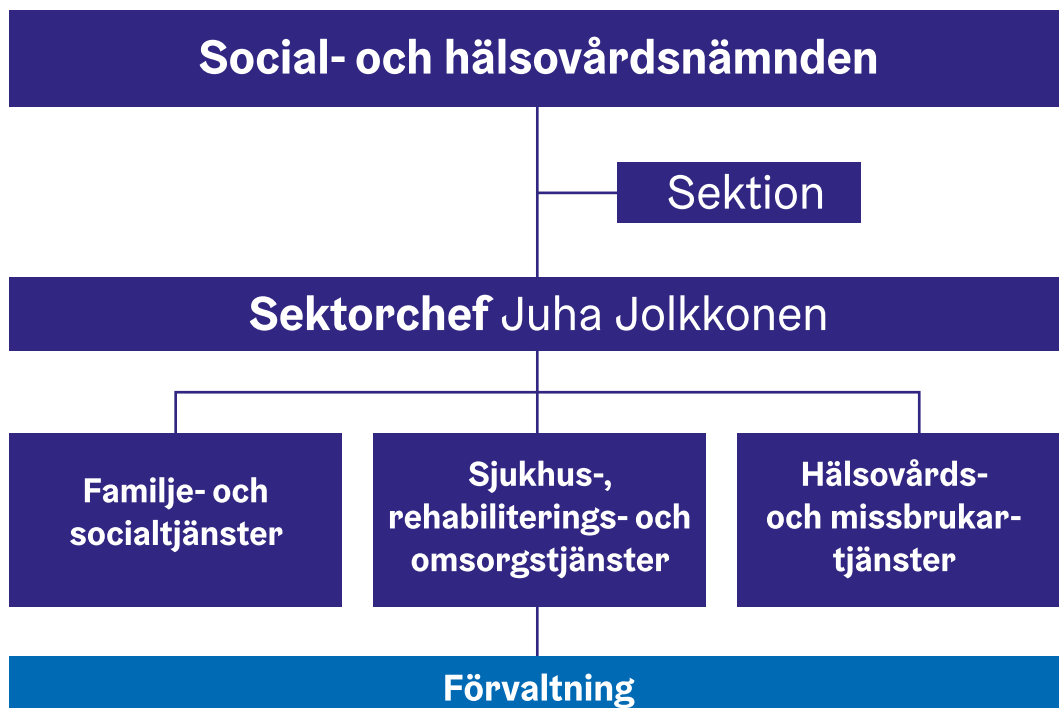 Social- och hälsovårdsnämnden
Sektion
Sektorchef Juha Jolkkonen
Familje- och
socialtjänster
Sjukhus-,
rehabiliterings- och
omsorgstjänster
Hälsovårds-
och missbrukar-
tjänster
Förvaltning